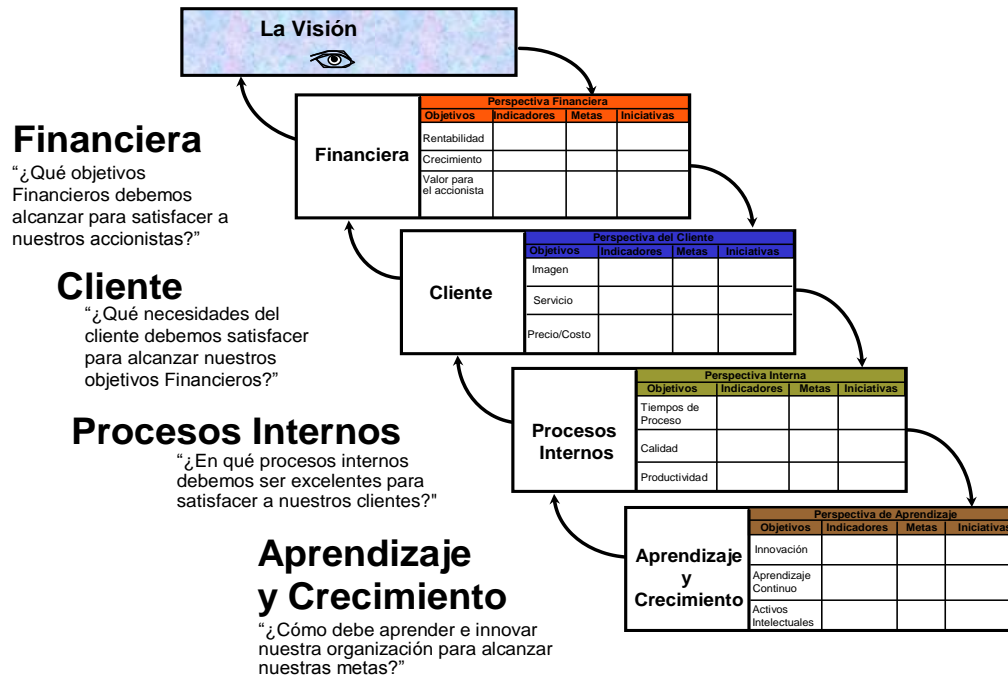 La Visión
Financiera
“¿Qué objetivos
Financieros debemos
alcanzar para satisfacer a
nuestros accionistas?”
Financiera
Perspectiva Financiera
Objetivos Indicadores Metas Iniciativas
Rentabilidad
Crecimiento
Valor para
el accionista
Cliente
“¿Qué necesidades del
cliente debemos satisfacer
para alcanzar nuestros
objetivos Financieros?”
Cliente
Perspectiva del Cliente
Objetivos Indicadores Metas Iniciativas
Imagen
Servicio
Precio/Costo
Procesos Internos
“¿En qué procesos internos
debemos ser excelentes para
satisfacer a nuestros clientes?”
Procesos
Internos
Perspectiva Interna
Objetivos Indicadores Metas Iniciativas
Tiempos de
Proceso
Calidad
Productividad
Aprendizaje
y Crecimiento
“¿Cómo debe aprender e innovar
nuestra organización para alcanzar
nuestras metas?”
Aprendizaje
y
Crecimiento
Perspectiva de Aprendizaje
Objetivos Indicadores Metas Iniciativas
Innovación
Aprendizaje
Continuo
Activos
Intelectuales